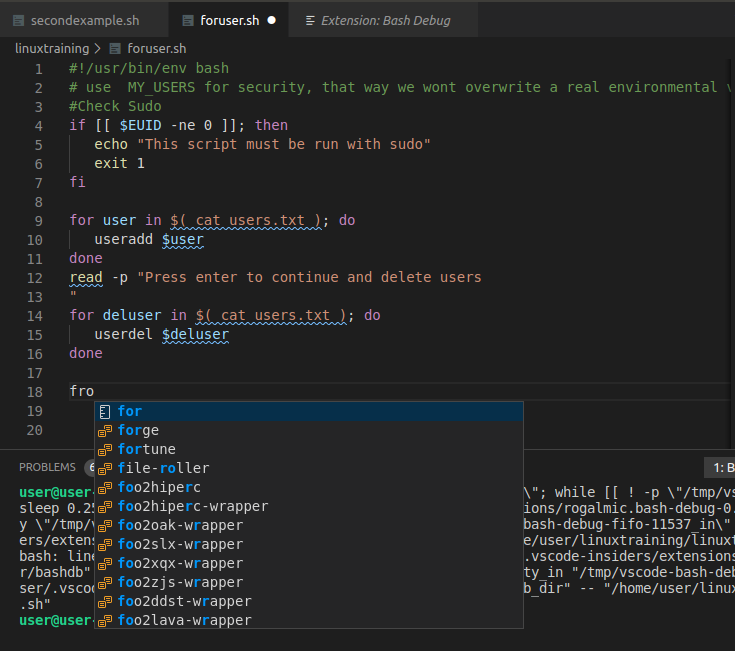 secondexample.sh foruser.sh Extension: Bash Debug
linuxtraining > foruser.sh
1 #!/usr/bin/env bash
2 # use  MY_USERS for security, that way we wont overwrite a real environmental
3 #Check Sudo
4 if [[ $EUID -ne 0 ]]; then
5 echo "This script must be run with sudo"
6 exit 1
7 fi
8
9 for user in $( cat users.txt ); do
10 useradd $user
11 done
12 read -p "Press enter to continue and delete users
13 "
14 for deluser in $( cat users.txt ); do
15 userdel $deluser
16 done
17
18 fro
19 for
20 forge
fortune
PROBLEMS 6 file-roller 1: B
user@user foo2hiperc \"; while [[ ! -p \"/tmp/vs
sleep 0.25 foo2hiperc-wrapper ions/rogalmic.bash-debug-0.
y \"/tmp/v foo2oak-wrapper bash-debug-fifo-11537_in\"
ers/exten foo2slx-wrapper e/user/linuxtraining/linuxt
bash: line foo2xqx-wrapper .vscode-insiders/extensions
r/bashdb" foo2zjs-wrapper ty_in "/tmp/vscode-bash-deb
ser/.vsco foo2ddst-wrapper b_dir" -- "/home/user/linux
.sh"
user@user- foo2lava-wrapper